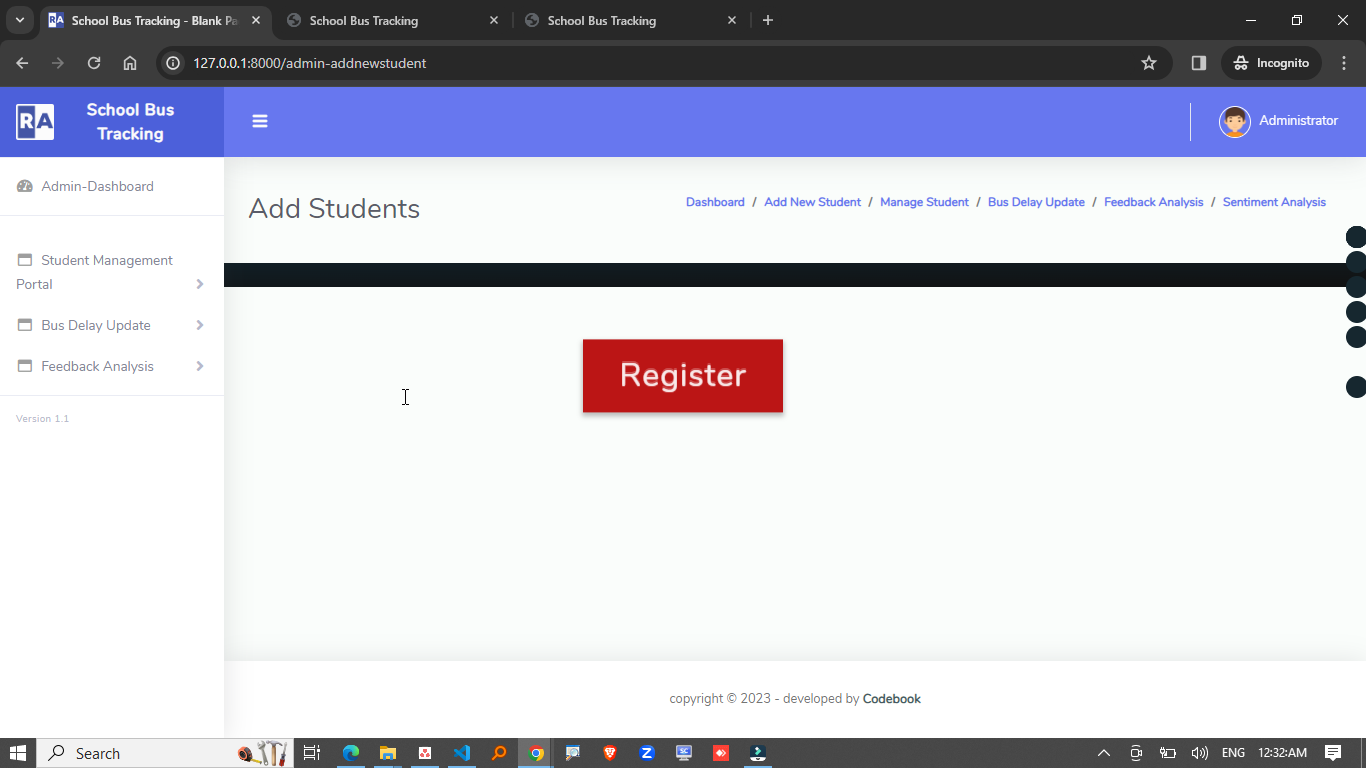 School Bus Tracking - Blank Pa
School Bus Tracking
School Bus Tracking
127.0.0.1:8000/admin-addnewstudent
Incognito
RA
School Bus
Tracking
Administrator
Admin-Dashboard
Add Students
Dashboard / Add New Student / Manage Student / Bus Delay Update / Feedback Analysis / Sentiment Analysis
Student Management
Portal
Bus Delay Update
Feedback Analysis
Version 1.1
Register
copyright © 2023 - developed by Codebook
Search
ENG
12:32:AM